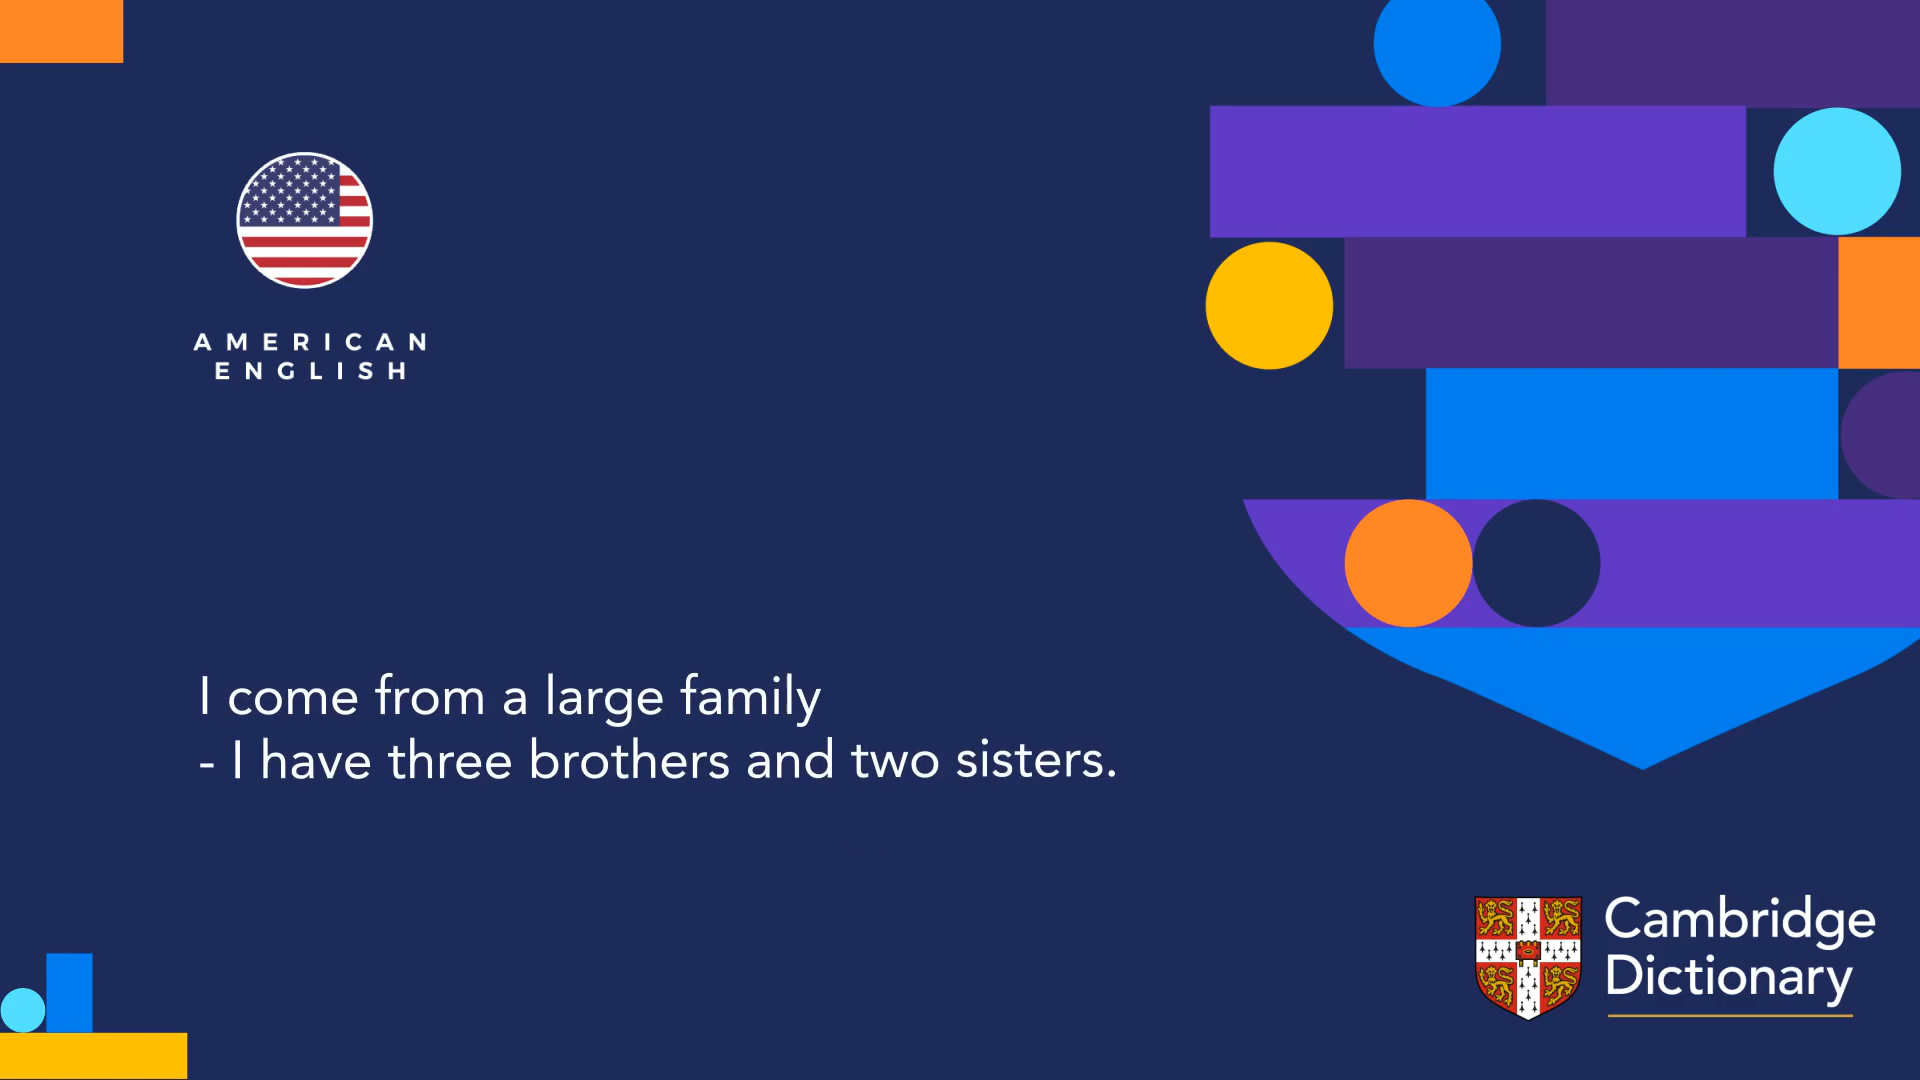 AMERICAN
ENGLISH
I come from a large family
- I have three brothers and two sisters.
Cambridge
Dictionary